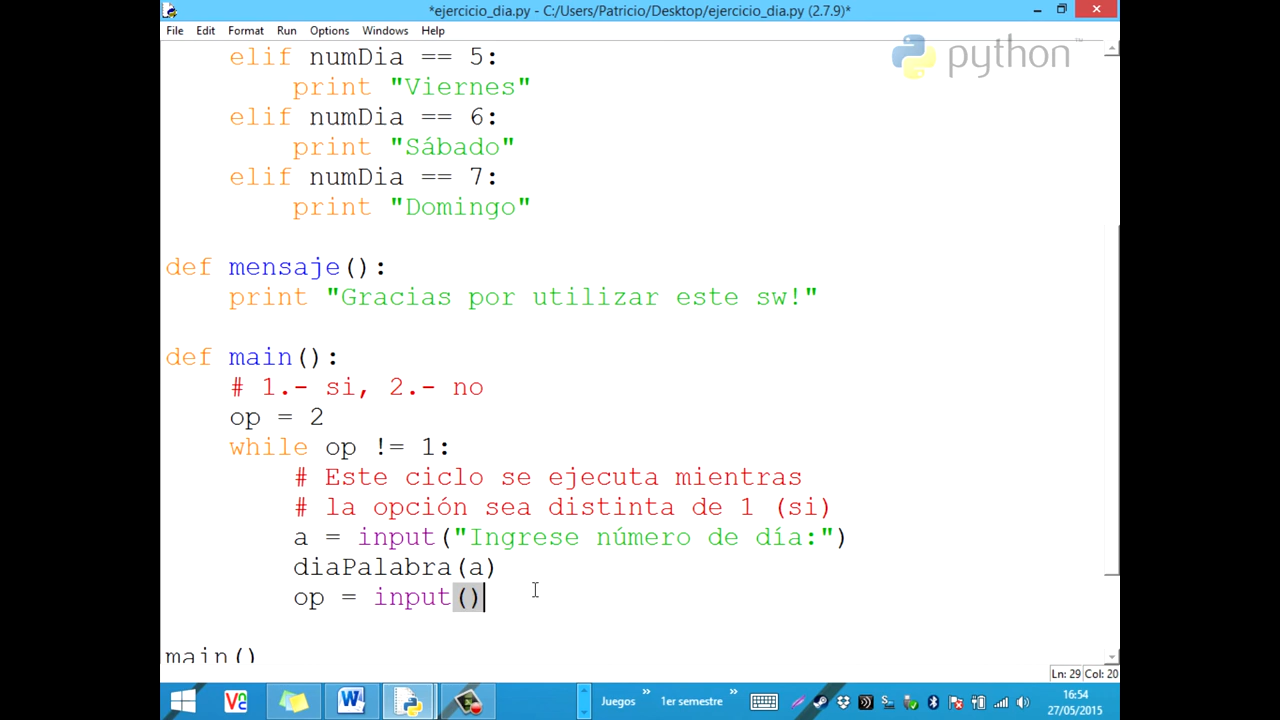 *ejercicio_dia.py - C:/Users/Patricio/Desktop/ejercicio_dia.py (2.7.9)*
File Edit Format Run Options Windows Help
python™
elif numDia == 5:
print "Viernes"
elif numDia == 6:
print "Sábado"
elif numDia == 7:
print "Domingo"
def mensaje():
print "Gracias por utilizar este sw!"
def main():
# 1.- si, 2.- no
op = 2
while op != 1:
# Este ciclo se ejecuta mientras
# la opción sea distinta de 1 (si)
a = input("Ingrese número de día:")
diaPalabra(a)
op = input()
main()
Ln: 29 Col: 20
Juegos » 1er semestre » 16:54
27/05/2015